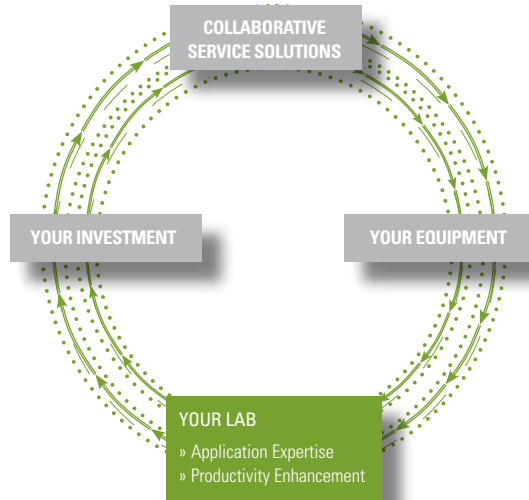 COLLABORATIVE
SERVICE SOLUTIONS
YOUR INVESTMENT
YOUR EQUIPMENT
YOUR LAB
» Application Expertise
» Productivity Enhancement